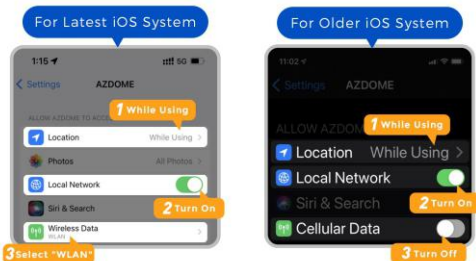 For Latest iOS System
1:15 5G
Settings AZDOME
ALLOW AZDOME TO ACCE
1 While Using
Location While Using
Photos All Photos
Local Network
Siri & Search
2 Turn On
Wireless Data
WLAN
3 Select "WLAN"
For Older iOS System
11:02
Settings AZDOME
ALLOW AZDOM
1 While Using
Location While Using
Local Network
Siri & Search
2 Turn On
Cellular Data
3 Turn Off